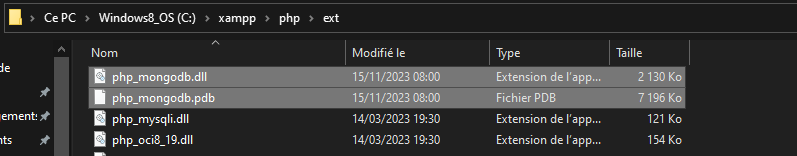 Ce PC > Windows8_OS (C:) > xampp > php > ext
Nom Modifié le Type Taille
de
php_mongodb.dll 15/11/2023 08:00 Extension de l'app... 2 130 Ko
php_mongodb.pdb 15/11/2023 08:00 Fichier PDB 7 196 Ko
gements
php_mysqli.dll 14/03/2023 19:30 Extension de l'app... 121 Ko
nts
php_oci8_19.dll 14/03/2023 19:30 Extension de l'app... 154 Ko